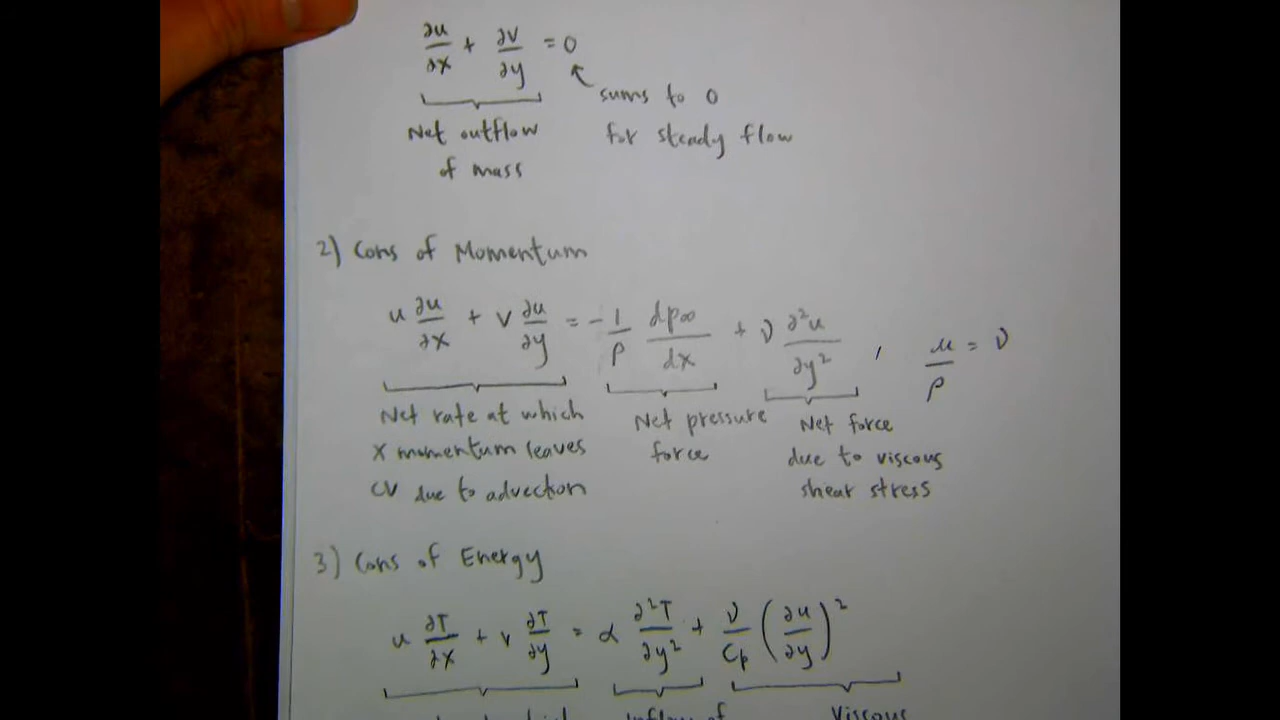 ∂u/∂x + ∂v/∂y = 0
sums to 0
Net outflow for steady flow
of mass
2) Cons of Momentum
u ∂u/∂x + v ∂u/∂y = -1/ρ dp∞/dx + ν ∂²u/∂y² , μ/ρ = ν
Net rate at which Net pressure Net force
x momentum leaves force due to viscous
CV due to advection shear stress
3) Cons of Energy
u ∂T/∂x + v ∂T/∂y = α ∂²T/∂y² + ν/Cp (∂u/∂y)²
Inflow of Viscous